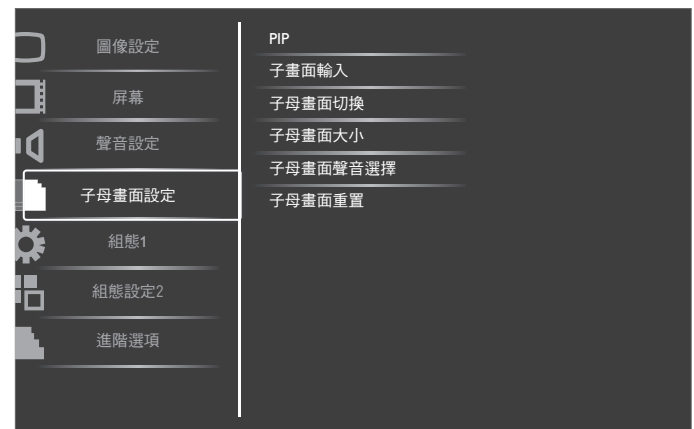 圖像設定
屏幕
聲音設定
子母畫面設定
組態1
組態設定2
進階選項
PIP
子畫面輸入
子母畫面切換
子母畫面大小
子母畫面聲音選擇
子母畫面重置